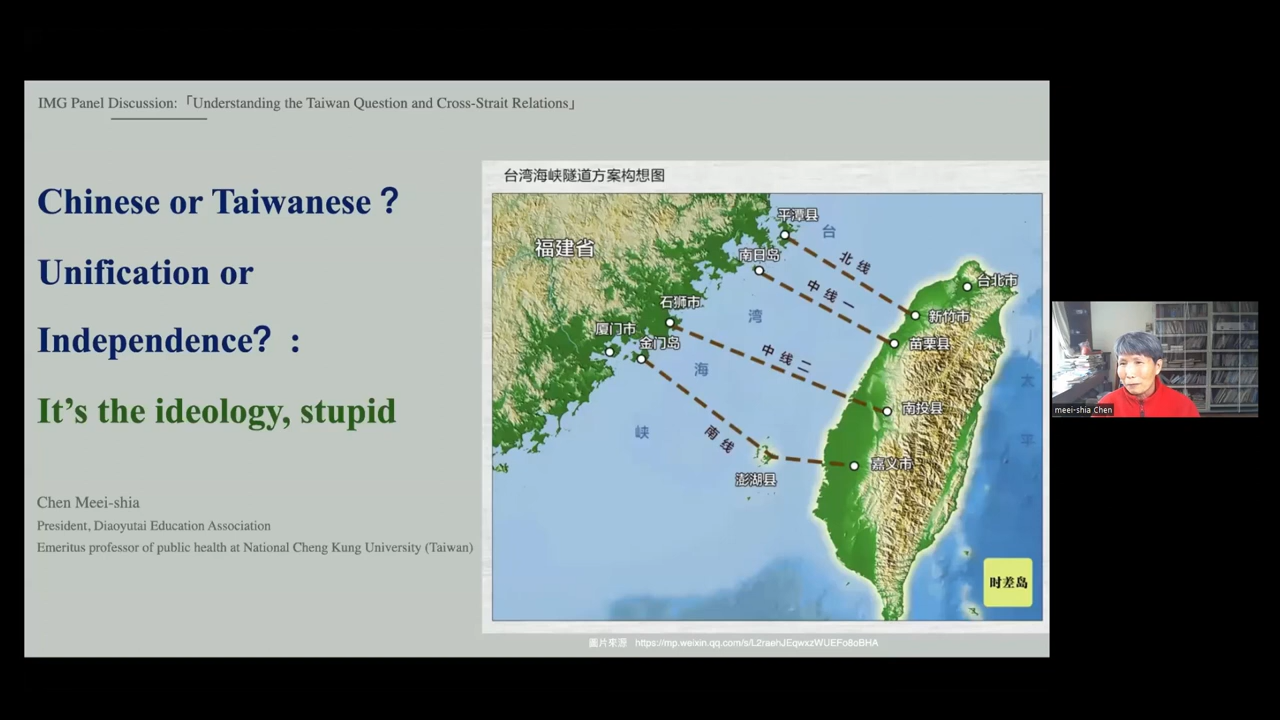 IMG Panel Discussion:「Understanding the Taiwan Question and Cross-Strait Relations」
Chinese or Taiwanese？
Unification or
Independence？：
It's the ideology, stupid
Chen Meei-shia
President, Diaoyutai Education Association
Emeritus professor of public health at National Cheng Kung University (Taiwan)
台湾海峡隧道方案构想图
平潭县
台
福建省
南日岛
北线
台北市
中线一
石狮市
湾
新竹市
厦门市
金门岛
苗栗县
中线二
海
太
南投县
峡
南线
平
嘉义市
澎湖县
时差岛
圖片來源 https://mp.weixin.qq.com/s/L2raehJEqwxzWUEFo8oBHA
meei-shia Chen